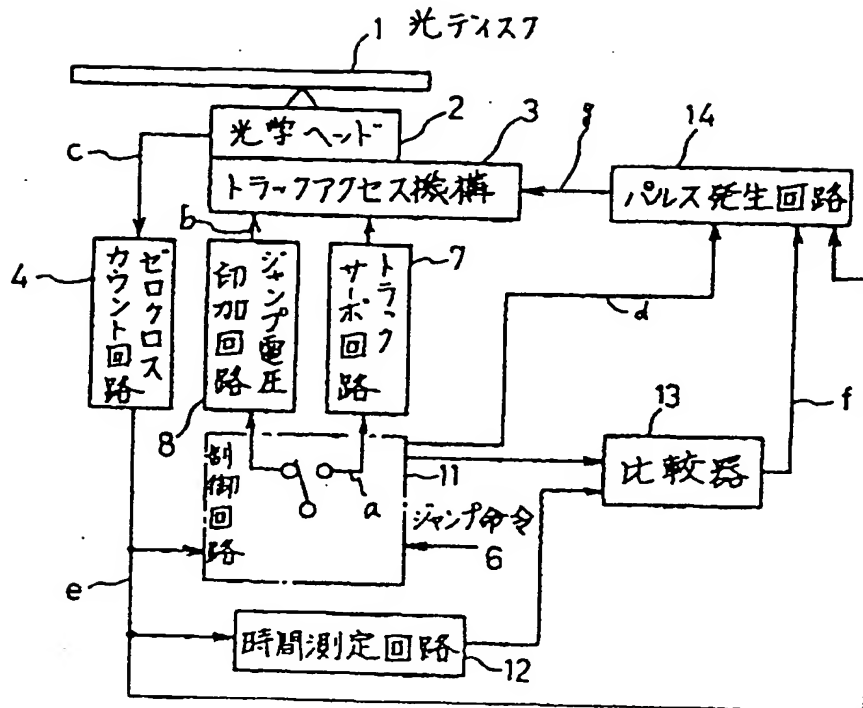 1 光ディスク
2
光学ヘッド
3
トラックアクセス機構
c
b
g
14
パルス発生回路
4
ゼロクロス
カウント回路
ジャンプ電圧
印加回路
8
トラック
サーボ回路
7
d
f
13
比較器
制御回路
a
11
ジャンプ命令
6
e
時間測定回路
12